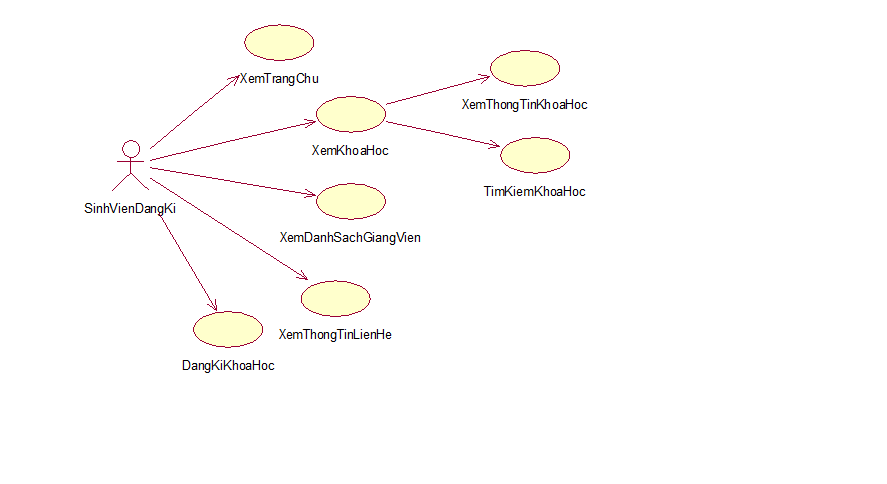 XemTrangChu
XemThongTinKhoaHoc
XemKhoaHoc
TimKiemKhoaHoc
SinhVienDangKi
XemDanhSachGiangVien
XemThongTinLienHe
DangKiKhoaHoc